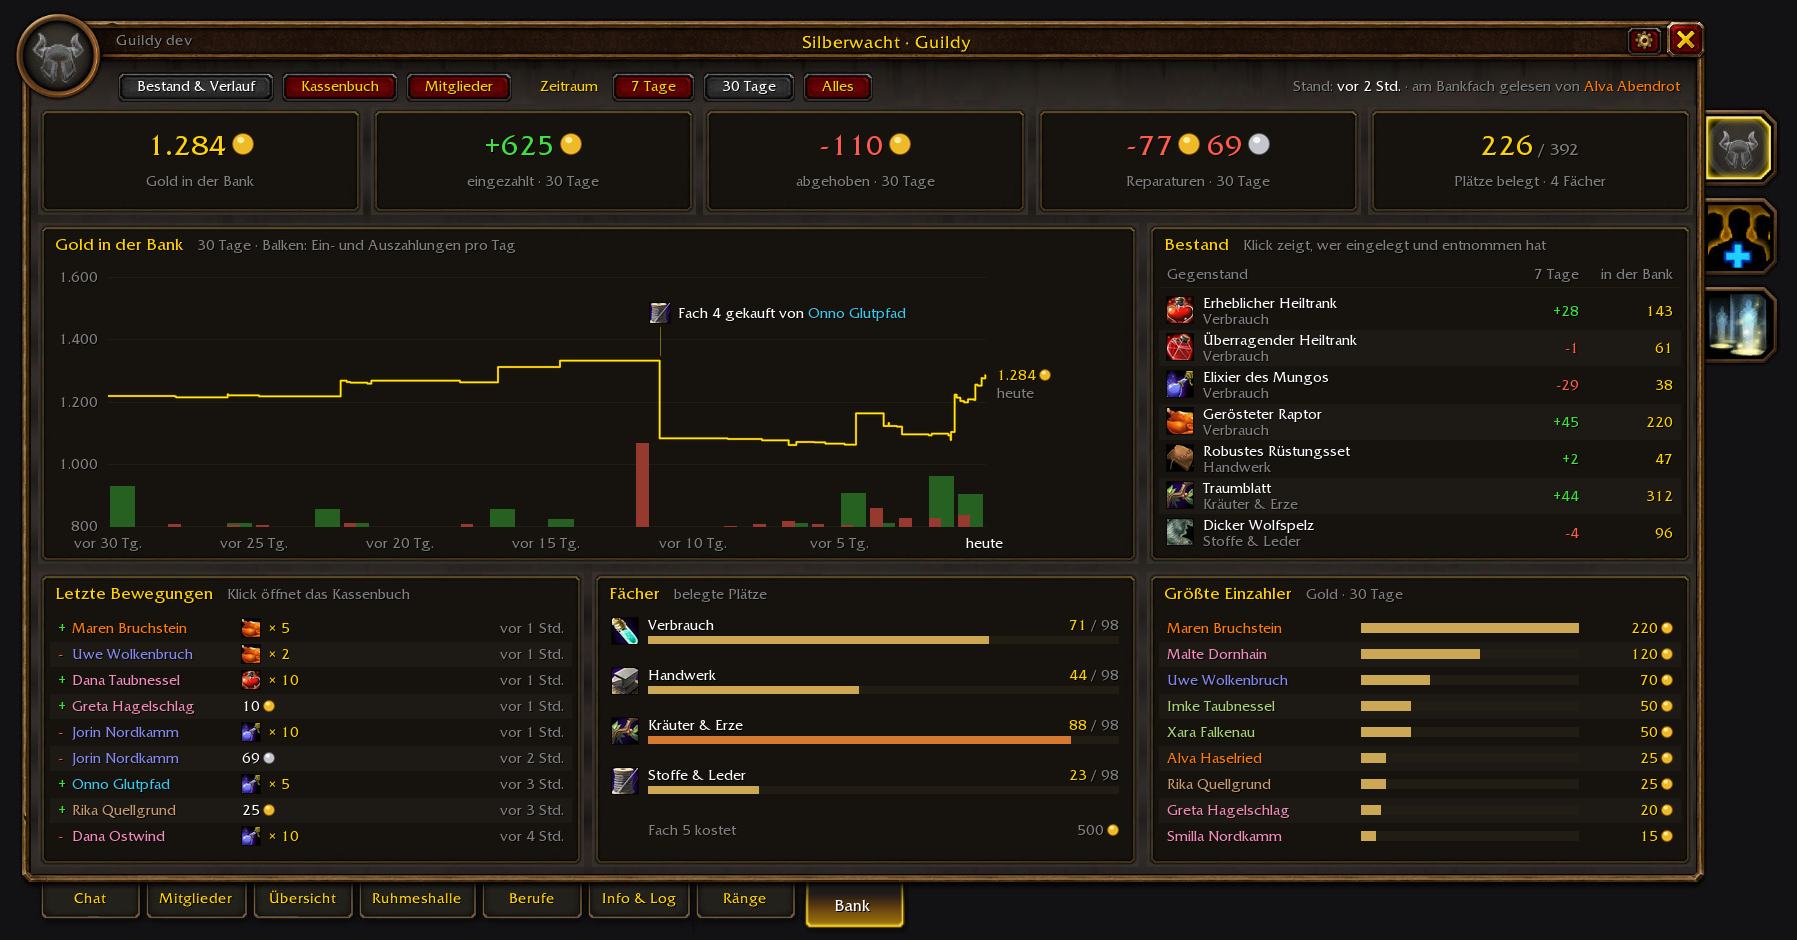 Guildy dev
Silberwacht · Guildy
Bestand & Verlauf
Kassenbuch
Mitglieder
Zeitraum
7 Tage
30 Tage
Alles
Stand: vor 2 Std. · am Bankfach gelesen von Alva Abendrot
1.284
Gold in der Bank
+625
eingezahlt · 30 Tage
-110
abgehoben · 30 Tage
-77 69
Reparaturen · 30 Tage
226 / 392
Plätze belegt · 4 Fächer
Gold in der Bank 30 Tage · Balken: Ein- und Auszahlungen pro Tag
1.600
1.400
1.200
1.000
800
Fach 4 gekauft von Onno Glutpfad
1.284
heute
vor 30 Tg.
vor 25 Tg.
vor 20 Tg.
vor 15 Tg.
vor 10 Tg.
vor 5 Tg.
heute
Bestand Klick zeigt, wer eingelegt und entnommen hat
Gegenstand 7 Tage in der Bank
Erheblicher Heiltrank
Verbrauch
+28 143
Überragender Heiltrank
Verbrauch
-1 61
Elixier des Mungos
Verbrauch
-29 38
Gerösteter Raptor
Verbrauch
+45 220
Robustes Rüstungsset
Handwerk
+2 47
Traumblatt
Kräuter & Erze
+44 312
Dicker Wolfspelz
Stoffe & Leder
-4 96
Letzte Bewegungen Klick öffnet das Kassenbuch
+ Maren Bruchstein × 5 vor 1 Std.
- Uwe Wolkenbruch × 2 vor 1 Std.
+ Dana Taubnessel × 10 vor 1 Std.
+ Greta Hagelschlag 10 vor 1 Std.
- Jorin Nordkamm × 10 vor 1 Std.
- Jorin Nordkamm 69 vor 2 Std.
+ Onno Glutpfad × 5 vor 3 Std.
+ Rika Quellgrund 25 vor 3 Std.
- Dana Ostwind × 10 vor 4 Std.
Fächer belegte Plätze
Verbrauch 71 / 98
Handwerk 44 / 98
Kräuter & Erze 88 / 98
Stoffe & Leder 23 / 98
Fach 5 kostet 500
Größte Einzahler Gold · 30 Tage
Maren Bruchstein 220
Malte Dornhain 120
Uwe Wolkenbruch 70
Imke Taubnessel 50
Xara Falkenau 50
Alva Haselried 25
Rika Quellgrund 25
Greta Hagelschlag 20
Smilla Nordkamm 15
Chat
Mitglieder
Übersicht
Ruhmeshalle
Berufe
Info & Log
Ränge
Bank